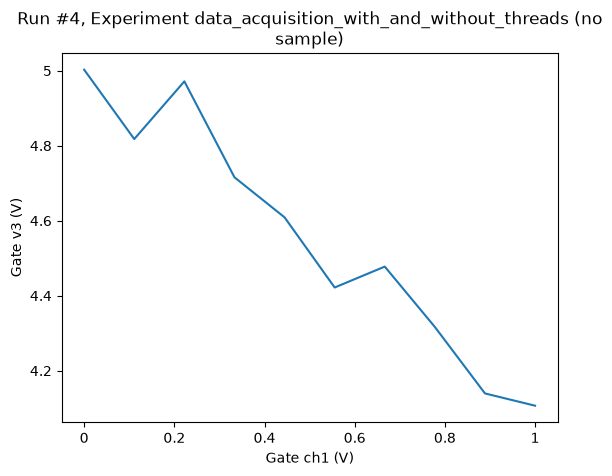 Run #4, Experiment data_acquisition_with_and_without_threads (no
sample)
5
4.8
4.6
4.4
4.2
Gate v3 (V)
0
0.2
0.4
0.6
0.8
1
Gate ch1 (V)